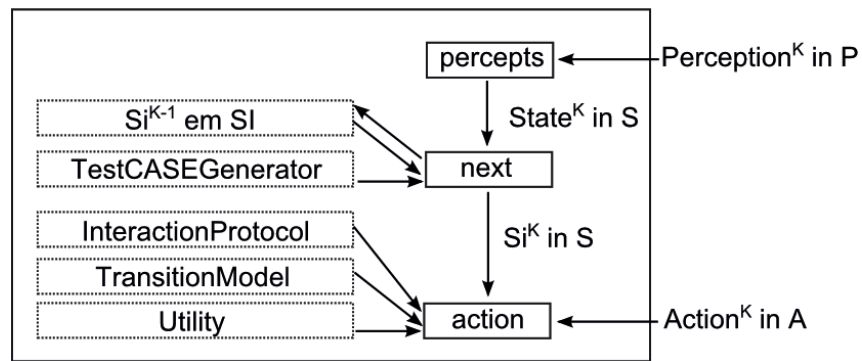 percepts
Perception^K in P
State^K in S
Si^K-1 em SI
TestCASEGenerator
next
InteractionProtocol
Si^K in S
TransitionModel
Utility
action
Action^K in A